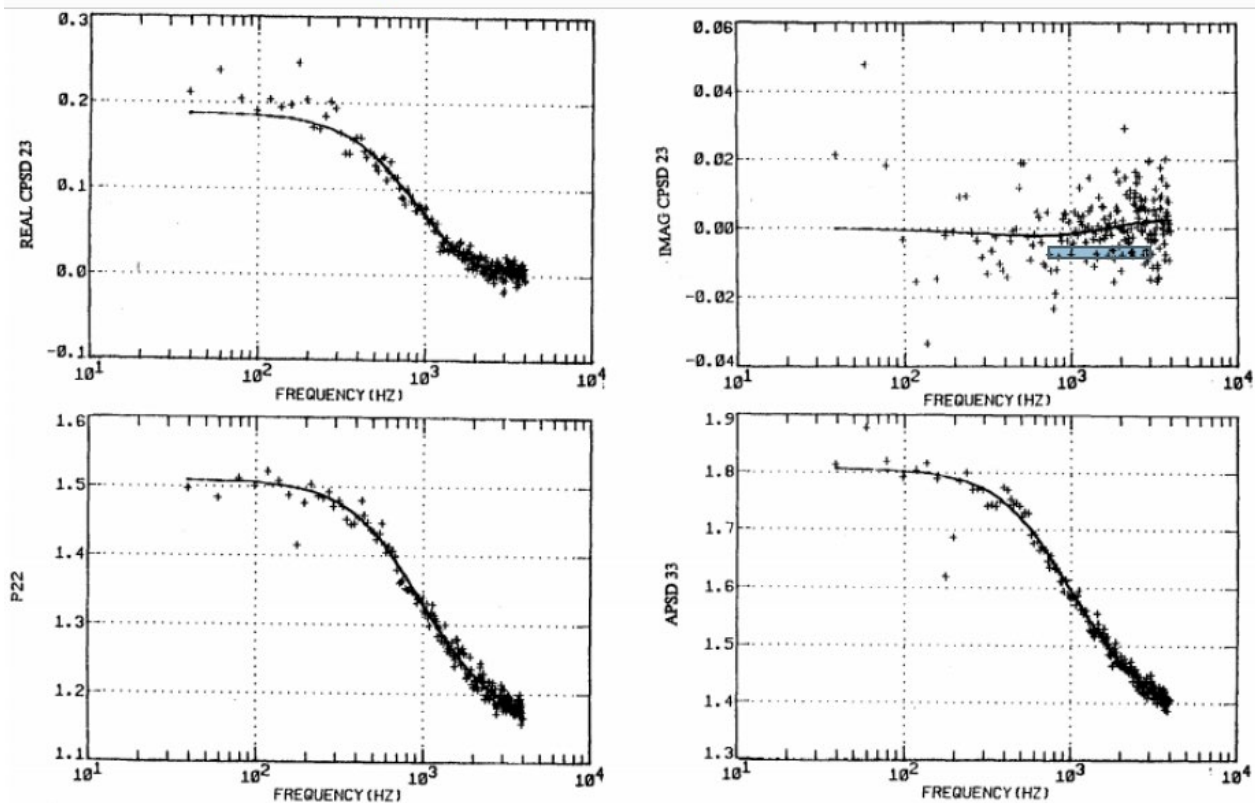 0.3
0.2
0.1
0.0
-0.1
REAL CPSD 23
10¹ 10² 10³ 10⁴
FREQUENCY(HZ)
0.06
0.04
0.02
0.00
-0.02
-0.04
IMAG CPSD 23
10¹ 10² 10³ 10⁴
FREQUENCY(HZ)
1.6
1.5
1.4
1.3
1.2
1.1
P22
10¹ 10² 10³ 10⁴
FREQUENCY(HZ)
1.9
1.8
1.7
1.6
1.5
1.4
1.3
APSD 33
10¹ 10² 10³ 10⁴
FREQUENCY(HZ)